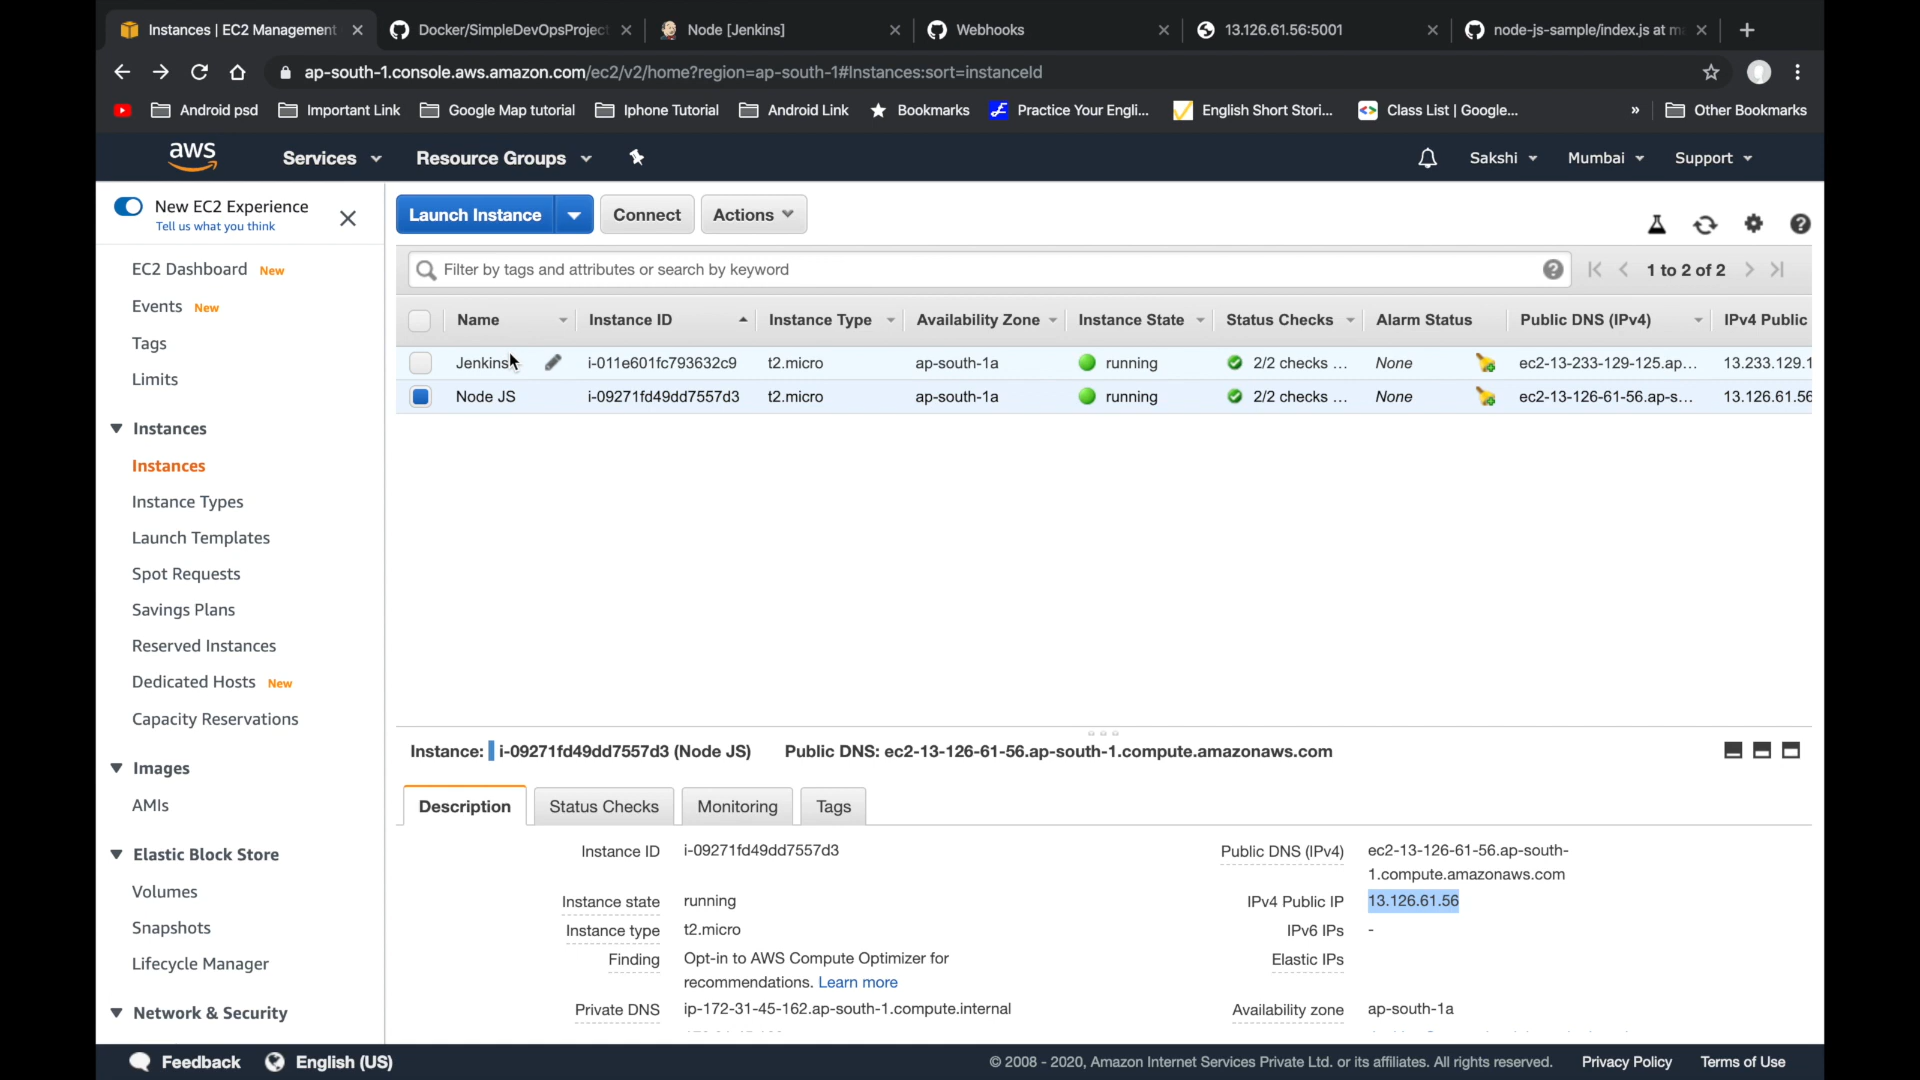 Instances | EC2 Management
Docker/SimpleDevOpsProject
Node [Jenkins]
Webhooks
13.126.61.56:5001
node-js-sample/index.js at m
ap-south-1.console.aws.amazon.com/ec2/v2/home?region=ap-south-1#Instances:sort=instanceId
Android psd
Important Link
Google Map tutorial
Iphone Tutorial
Android Link
Bookmarks
Practice Your Engli...
English Short Stori...
Class List | Google...
»
Other Bookmarks
aws
Services
Resource Groups
Sakshi
Mumbai
Support
New EC2 Experience
Tell us what you think
EC2 Dashboard New
Events New
Tags
Limits
Instances
Instances
Instance Types
Launch Templates
Spot Requests
Savings Plans
Reserved Instances
Dedicated Hosts New
Capacity Reservations
Images
AMIs
Elastic Block Store
Volumes
Snapshots
Lifecycle Manager
Network & Security
Launch Instance
Connect
Actions
Filter by tags and attributes or search by keyword
1 to 2 of 2
Name Instance ID Instance Type Availability Zone Instance State Status Checks Alarm Status Public DNS (IPv4) IPv4 Public
Jenkins i-011e601fc793632c9 t2.micro ap-south-1a running 2/2 checks ... None ec2-13-233-129-125.ap... 13.233.129.1
Node JS i-09271fd49dd7557d3 t2.micro ap-south-1a running 2/2 checks ... None ec2-13-126-61-56.ap-s... 13.126.61.56
Instance: i-09271fd49dd7557d3 (Node JS) Public DNS: ec2-13-126-61-56.ap-south-1.compute.amazonaws.com
Description
Status Checks
Monitoring
Tags
Instance ID i-09271fd49dd7557d3
Instance state running
Instance type t2.micro
Finding Opt-in to AWS Compute Optimizer for
recommendations. Learn more
Private DNS ip-172-31-45-162.ap-south-1.compute.internal
Public DNS (IPv4) ec2-13-126-61-56.ap-south-
1.compute.amazonaws.com
IPv4 Public IP 13.126.61.56
IPv6 IPs -
Elastic IPs
Availability zone ap-south-1a
Feedback
English (US)
© 2008 - 2020, Amazon Internet Services Private Ltd. or its affiliates. All rights reserved.
Privacy Policy
Terms of Use